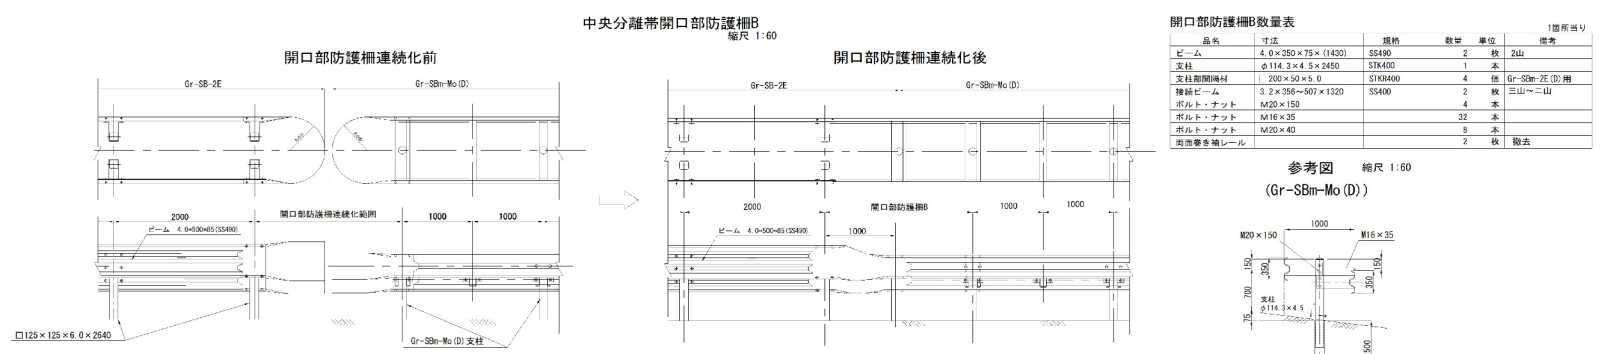 中央分離帯開口部防護柵B
縮尺 1:60
開口部防護柵連続化前
Gr-SB-2E
Gr-SBm-Mo(D)
2000
開口部防護柵連続化範囲
1000
1000
ビーム 4.0×500×85(SS490)
□125×125×6.0×2640
Gr-SBm-Mo(D)支柱
開口部防護柵連続化後
Gr-SB-2E
Gr-SBm-Mo(D)
2000
開口部防護柵B
1000
1000
ビーム 4.0×500×85(SS490)
1000
開口部防護柵B数量表
1箇所当り
品名 寸法 規格 数量 単位 備考
ビーム 4.0×350×75×(1430) SS490 2 枚 2山
支柱 φ114.3×4.5×2450 STK400 1 本
支柱部間隔材 200×50×5.0 STKR400 4 個 Gr-SBm-2E(D)用
接続ビーム 3.2×356〜507×1320 SS400 2 枚 三山〜二山
ボルト・ナット M20×150 4 本
ボルト・ナット M16×35 32 本
ボルト・ナット M20×40 8 本
両面巻き袖レール 2 枚 撤去
参考図 縮尺 1:60
(Gr-SBm-Mo(D))
1000
M20×150
M16×35
150
350
700
75
150
350
支柱
φ114.3×4.5
500